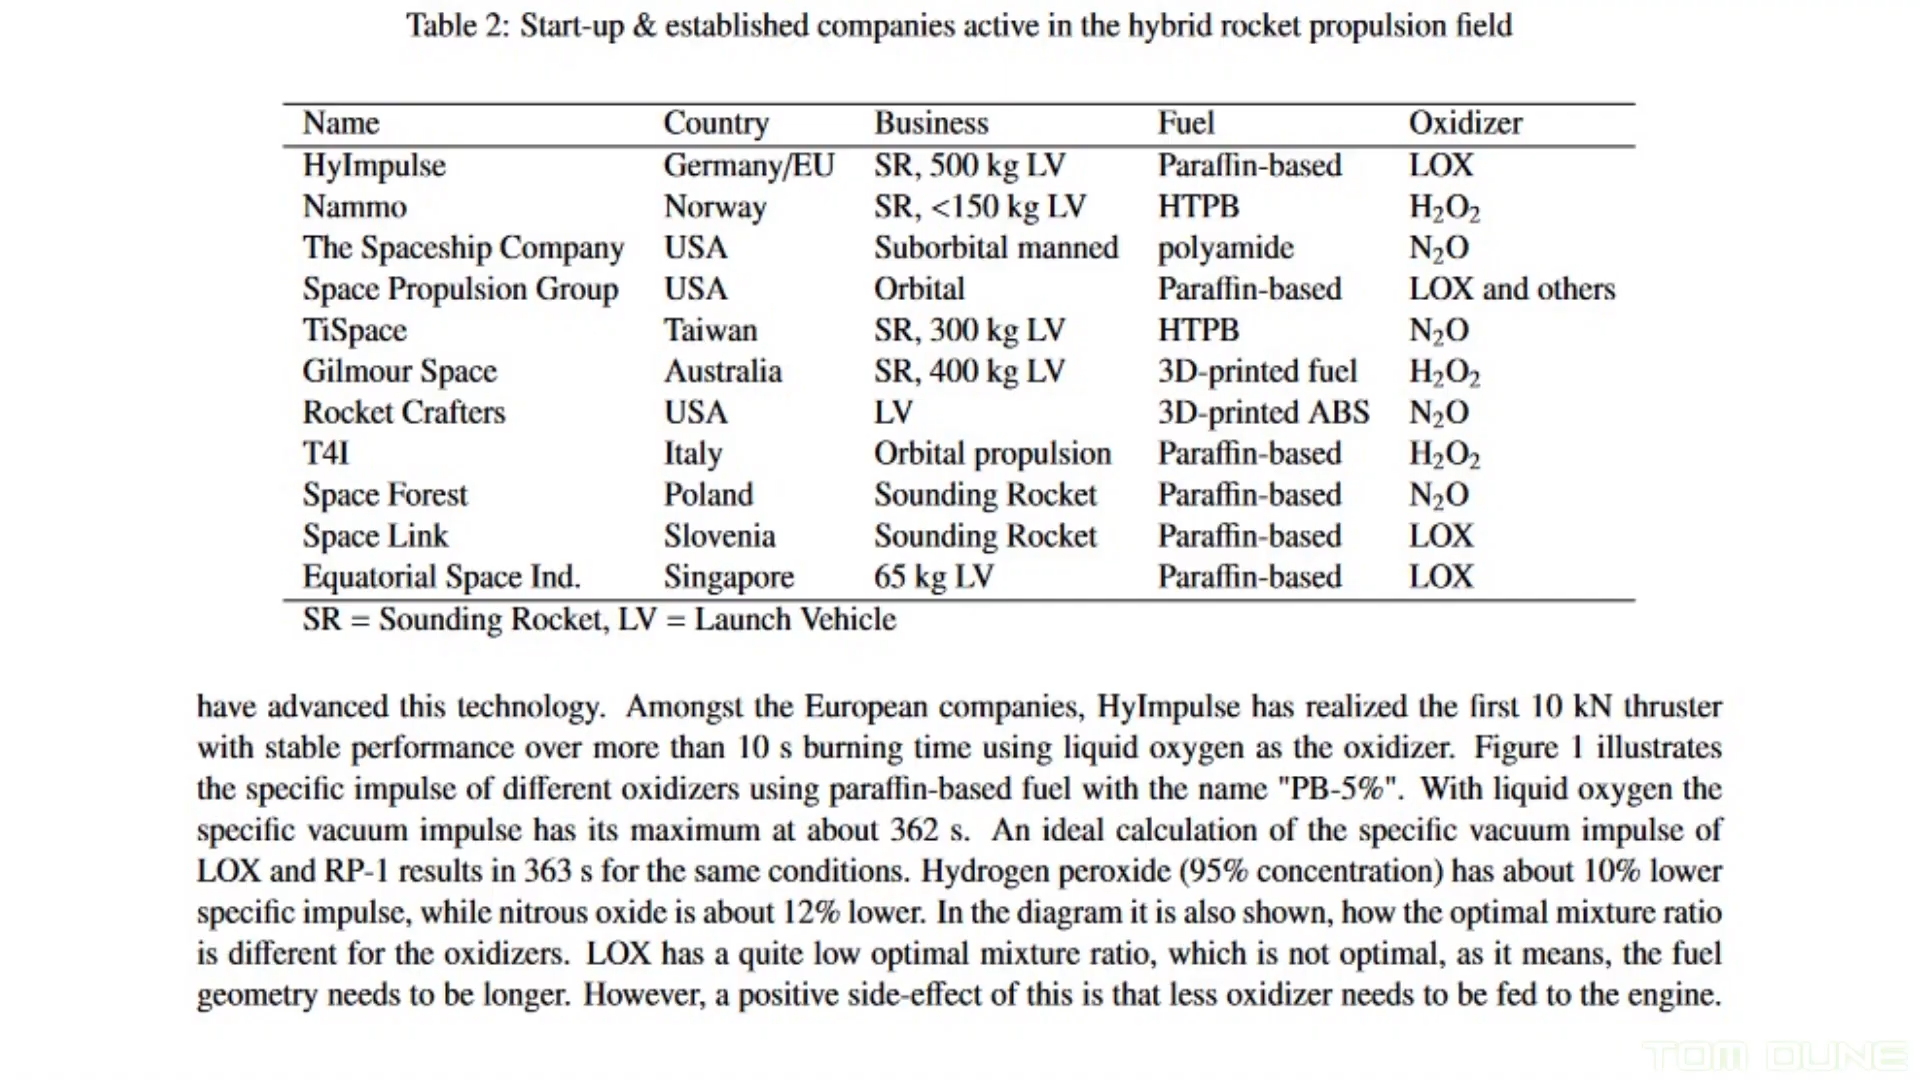 Table 2: Start-up & established companies active in the hybrid rocket propulsion field
Name Country Business Fuel Oxidizer
HyImpulse Germany/EU SR, 500 kg LV Paraffin-based LOX
Nammo Norway SR, <150 kg LV HTPB H₂O₂
The Spaceship Company USA Suborbital manned polyamide N₂O
Space Propulsion Group USA Orbital Paraffin-based LOX and others
TiSpace Taiwan SR, 300 kg LV HTPB N₂O
Gilmour Space Australia SR, 400 kg LV 3D-printed fuel H₂O₂
Rocket Crafters USA LV 3D-printed ABS N₂O
T4I Italy Orbital propulsion Paraffin-based H₂O₂
Space Forest Poland Sounding Rocket Paraffin-based N₂O
Space Link Slovenia Sounding Rocket Paraffin-based LOX
Equatorial Space Ind. Singapore 65 kg LV Paraffin-based LOX
SR = Sounding Rocket, LV = Launch Vehicle
have advanced this technology. Amongst the European companies, HyImpulse has realized the first 10 kN thruster
with stable performance over more than 10 s burning time using liquid oxygen as the oxidizer. Figure 1 illustrates
the specific impulse of different oxidizers using paraffin-based fuel with the name "PB-5%". With liquid oxygen the
specific vacuum impulse has its maximum at about 362 s. An ideal calculation of the specific vacuum impulse of
LOX and RP-1 results in 363 s for the same conditions. Hydrogen peroxide (95% concentration) has about 10% lower
specific impulse, while nitrous oxide is about 12% lower. In the diagram it is also shown, how the optimal mixture ratio
is different for the oxidizers. LOX has a quite low optimal mixture ratio, which is not optimal, as it means, the fuel
geometry needs to be longer. However, a positive side-effect of this is that less oxidizer needs to be fed to the engine.
TOM DUNE